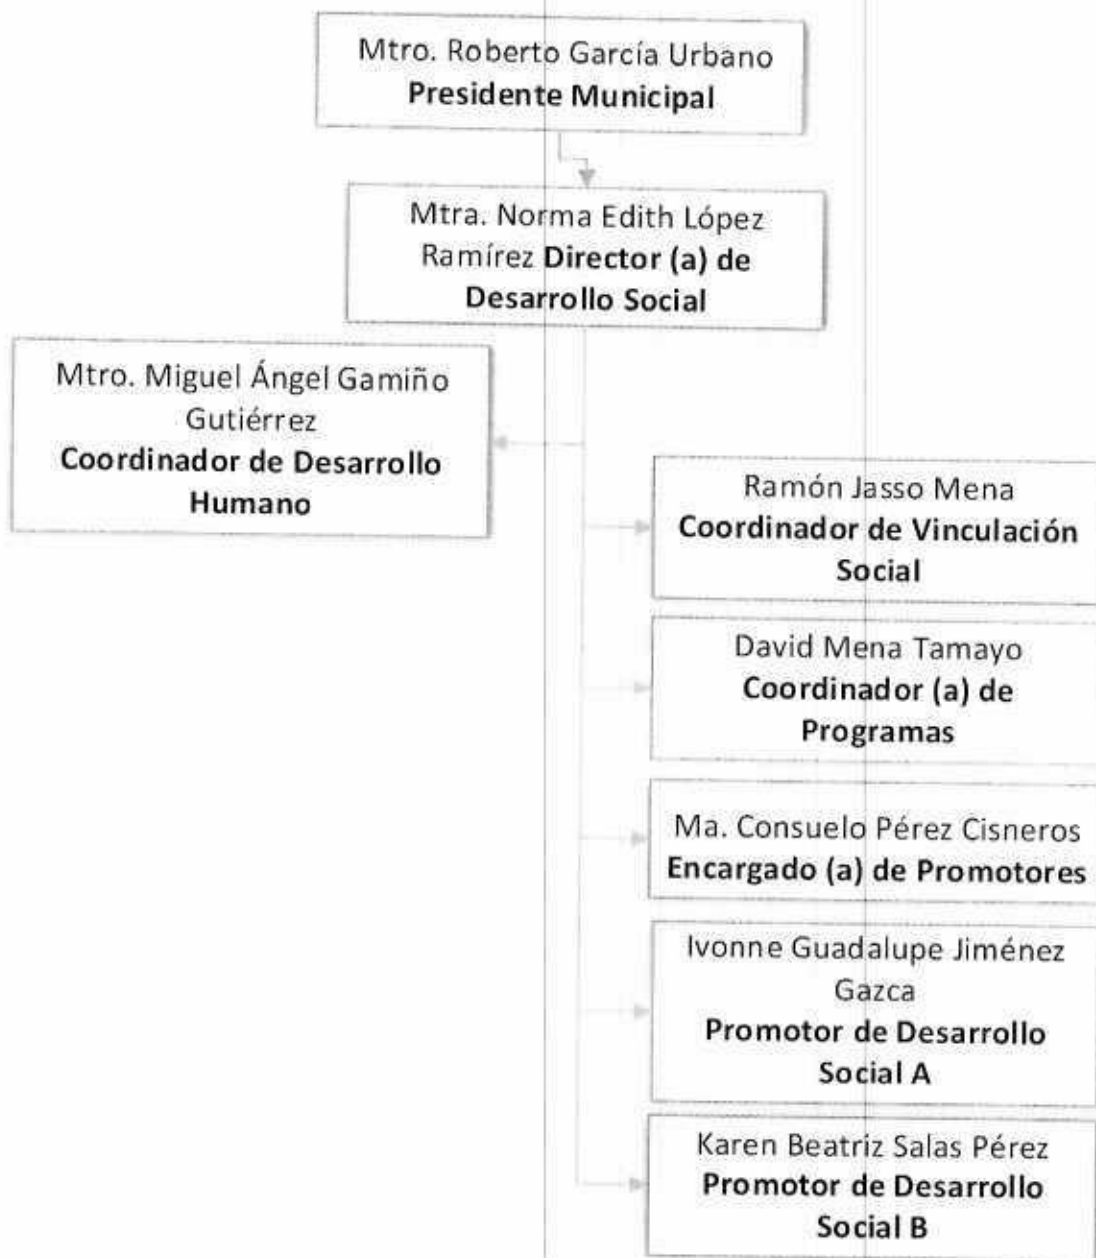 Mtro. Roberto García Urbano
Presidente Municipal
Mtra. Norma Edith López
Ramírez Director (a) de
Desarrollo Social
Mtro. Miguel Ángel Gamiño
Gutiérrez
Coordinador de Desarrollo
Humano
Ramón Jasso Mena
Coordinador de Vinculación
Social
David Mena Tamayo
Coordinador (a) de
Programas
Ma. Consuelo Pérez Cisneros
Encargado (a) de Promotores
Ivonne Guadalupe Jiménez
Gazca
Promotor de Desarrollo
Social A
Karen Beatriz Salas Pérez
Promotor de Desarrollo
Social B